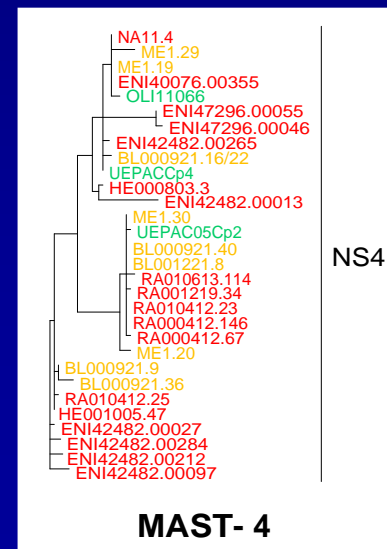 NA11.4
ME1.29
ME1.19
ENI40076.00355
OLI11066
ENI47296.00055
ENI47296.00046
ENI42482.00265
BL000921.16/22
UEPACCp4
HE000803.3
ENI42482.00013
ME1.30
UEPAC05Cp2
BL000921.40
BL001221.8
RA010613.114
RA001219.34
RA010412.23
RA000412.146
RA000412.67
ME1.20
BL000921.9
BL000921.36
RA010412.25
HE001005.47
ENI42482.00027
ENI42482.00284
ENI42482.00212
ENI42482.00097
NS4
MAST- 4